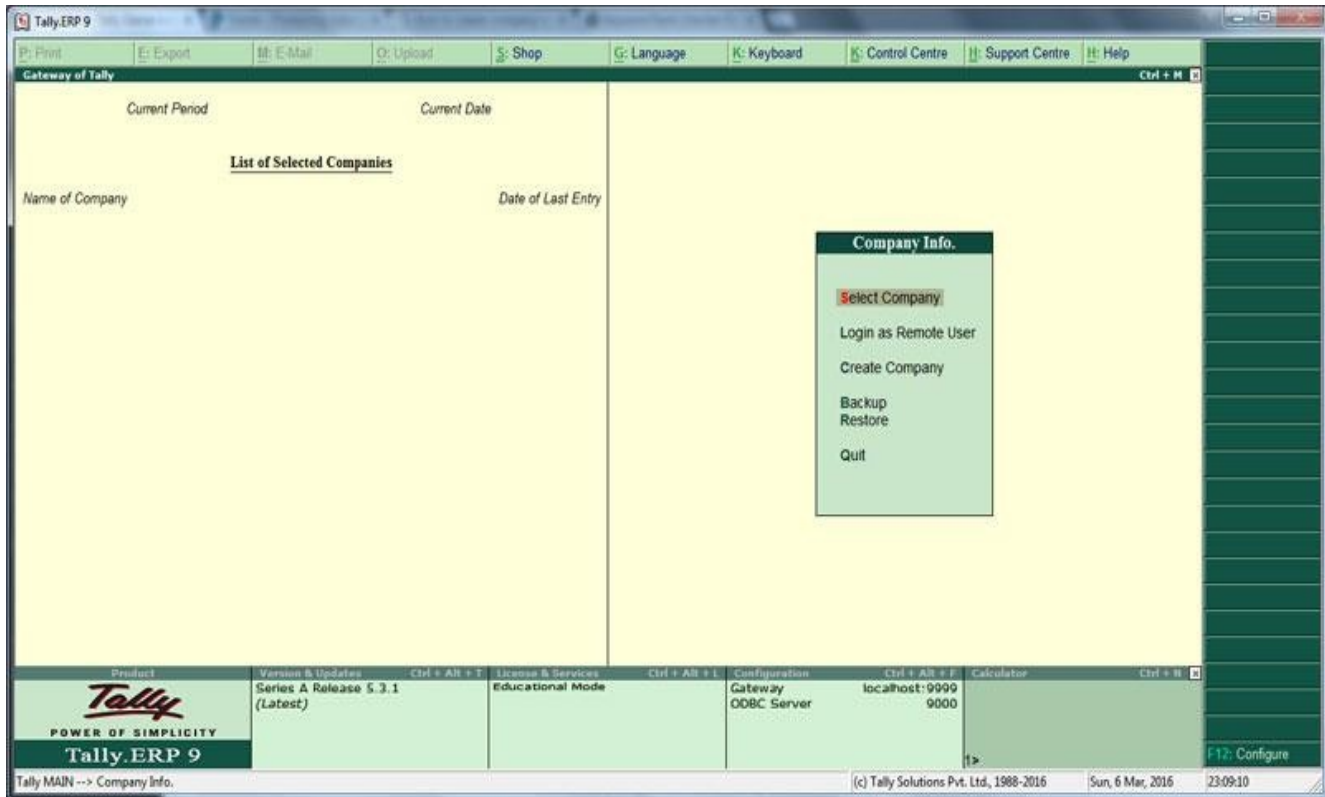 Tally.ERP 9
P: Print E: Export M: E-Mail O: Upload S: Shop G: Language K: Keyboard K: Control Centre H: Support Centre H: Help
Gateway of Tally Ctrl + M
Current Period Current Date
List of Selected Companies
Name of Company Date of Last Entry
Company Info.
Select Company
Login as Remote User
Create Company
Backup
Restore
Quit
Product Version & Updates Ctrl + Alt + T License & Services Ctrl + Alt + L Configuration Ctrl + Alt + F Calculator Ctrl + N
Tally
POWER OF SIMPLICITY
Tally.ERP 9
Series A Release 5.3.1
(Latest)
Educational Mode
Gateway localhost:9999
ODBC Server 9000
1>
F12: Configure
Tally MAIN --> Company Info. (c) Tally Solutions Pvt. Ltd., 1988-2016 Sun, 6 Mar, 2016 23:09:10